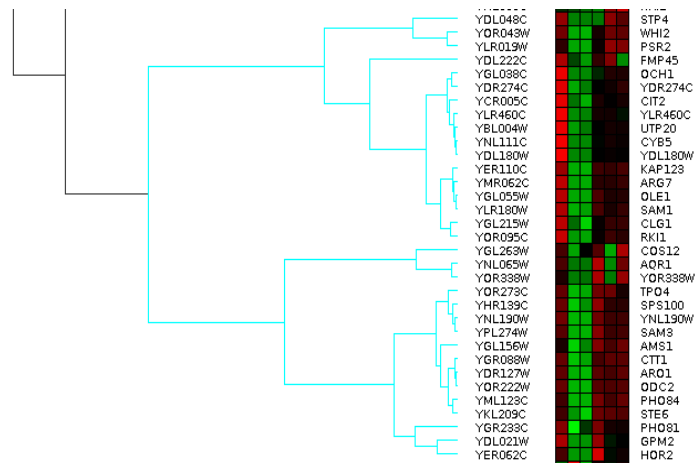 YDL048C STP4
YOR043W WHI2
YLR019W PSR2
YDL222C FMP45
YGL038C OCH1
YDR274C YDR274C
YCR005C CIT2
YLR460C YLR460C
YBL004W UTP20
YNL111C CYB5
YDL180W YDL180W
YER110C KAP123
YMR062C ARG7
YGL055W OLE1
YLR180W SAM1
YGL215W CLG1
YOR095C RKI1
YGL263W COS12
YNL065W AQR1
YOR338W YOR338W
YOR273C TPO4
YHR139C SPS100
YNL190W YNL190W
YPL274W SAM3
YGL156W AMS1
YGR088W CTT1
YDR127W ARO1
YOR222W ODC2
YML123C PHO84
YKL209C STE6
YGR233C PHO81
YDL021W GPM2
YER062C HOR2